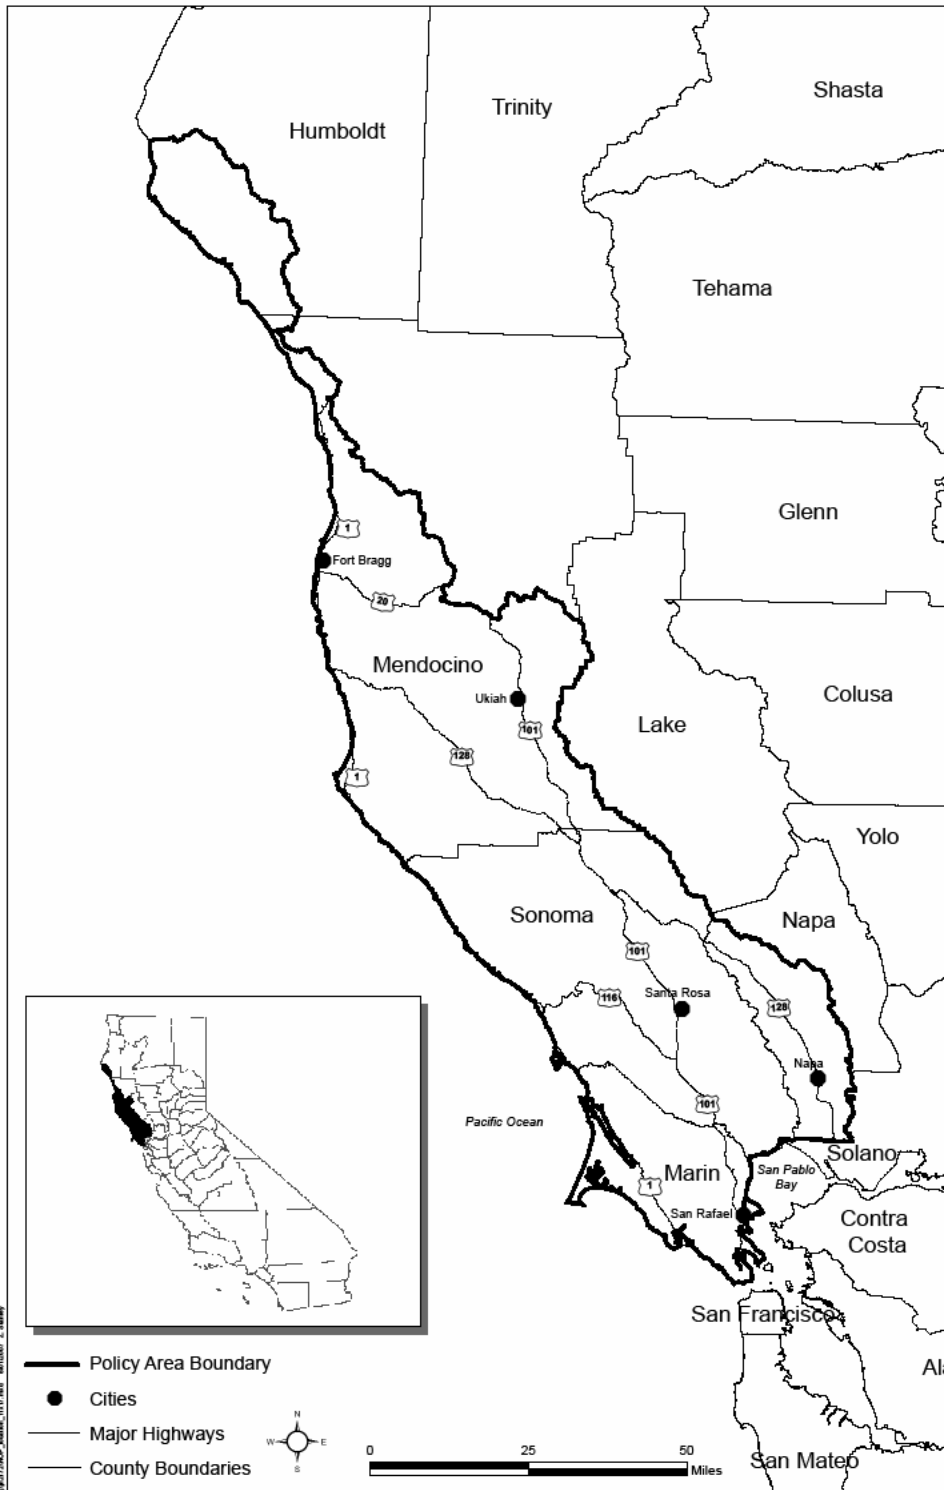 Shasta
Trinity
Humboldt
Tehama
Glenn
1
Fort Bragg
20
Mendocino
Ukiah
Colusa
Lake
101
128
1
Yolo
Sonoma
Napa
101
Santa Rosa
116
128
Napa
101
Pacific Ocean
Solano
Marin
San Pablo
Bay
1
San Rafael
Contra
Costa
San Francisco
Policy Area Boundary
Cities
Major Highways
County Boundaries
N
W
E
S
0
25
50
Miles
San Mateo